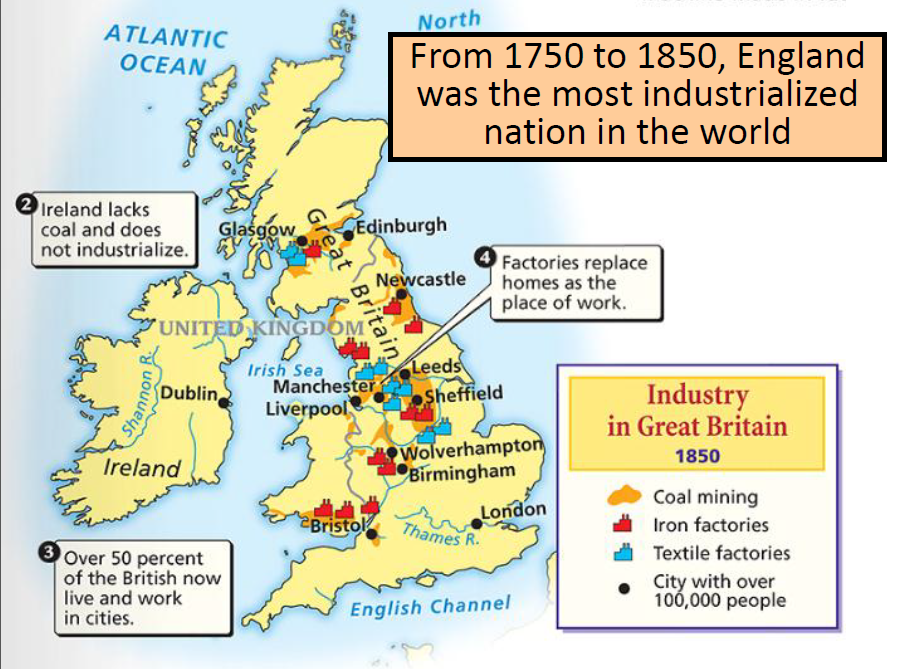 North
ATLANTIC
OCEAN
From 1750 to 1850, England
was the most industrialized
nation in the world
2
Ireland lacks
coal and does
not industrialize.
Glasgow
Edinburgh
Great Britain
4
Factories replace
homes as the
place of work.
Newcastle
UNITED KINGDOM
Irish Sea
Leeds
Manchester
Shannon R.
Dublin
Liverpool
Sheffield
Ireland
Wolverhampton
Birmingham
London
Bristol
Thames R.
3
Over 50 percent
of the British now
live and work
in cities.
English Channel
Industry
in Great Britain
1850
Coal mining
Iron factories
Textile factories
City with over
100,000 people